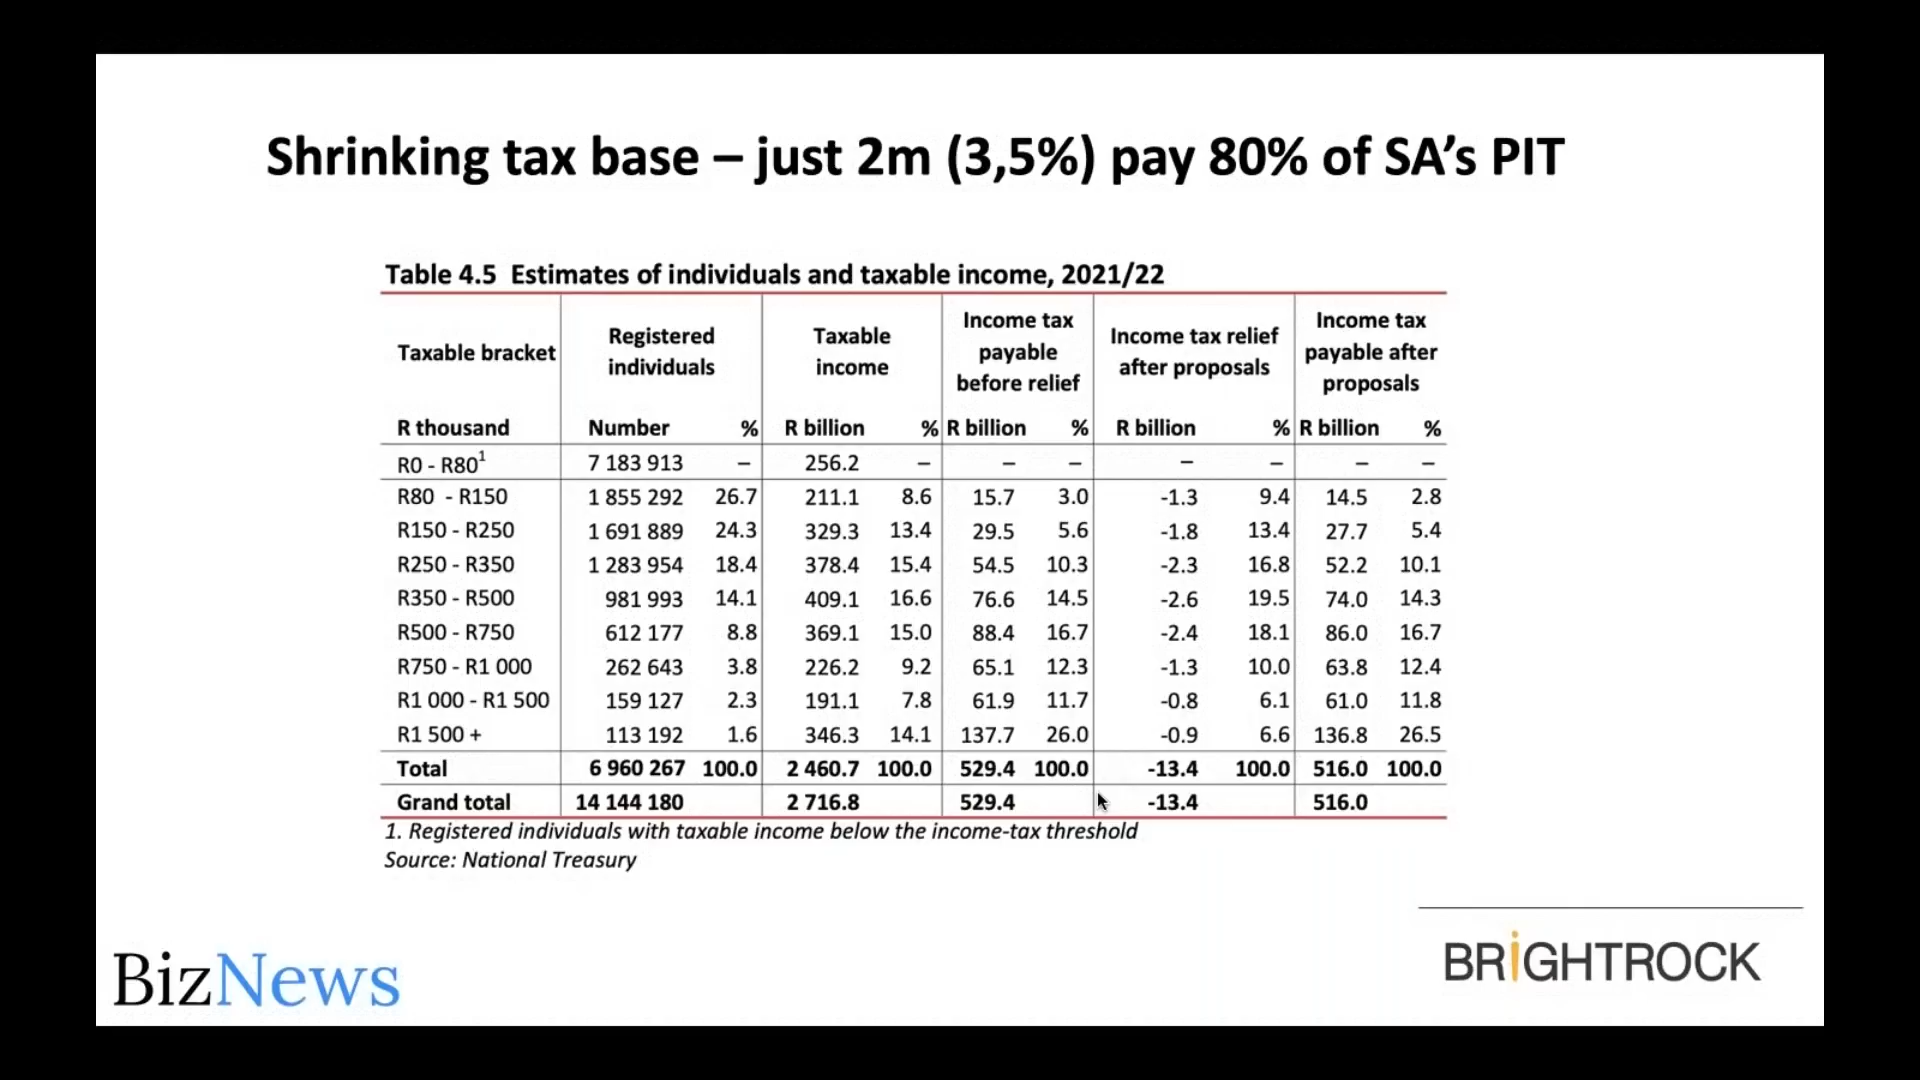 Shrinking tax base – just 2m (3,5%) pay 80% of SA's PIT
Table 4.5 Estimates of individuals and taxable income, 2021/22
Taxable bracket Registered individuals Taxable income Income tax payable before relief Income tax relief after proposals Income tax payable after proposals
R thousand Number % R billion % R billion % R billion % R billion %
R0 - R80¹ 7 183 913 – 256.2 – – – – – – –
R80 - R150 1 855 292 26.7 211.1 8.6 15.7 3.0 -1.3 9.4 14.5 2.8
R150 - R250 1 691 889 24.3 329.3 13.4 29.5 5.6 -1.8 13.4 27.7 5.4
R250 - R350 1 283 954 18.4 378.4 15.4 54.5 10.3 -2.3 16.8 52.2 10.1
R350 - R500 981 993 14.1 409.1 16.6 76.6 14.5 -2.6 19.5 74.0 14.3
R500 - R750 612 177 8.8 369.1 15.0 88.4 16.7 -2.4 18.1 86.0 16.7
R750 - R1 000 262 643 3.8 226.2 9.2 65.1 12.3 -1.3 10.0 63.8 12.4
R1 000 - R1 500 159 127 2.3 191.1 7.8 61.9 11.7 -0.8 6.1 61.0 11.8
R1 500 + 113 192 1.6 346.3 14.1 137.7 26.0 -0.9 6.6 136.8 26.5
Total 6 960 267 100.0 2 460.7 100.0 529.4 100.0 -13.4 100.0 516.0 100.0
Grand total 14 144 180 2 716.8 529.4 -13.4 516.0
1. Registered individuals with taxable income below the income-tax threshold
Source: National Treasury
BizNews
BRiGHTROCK